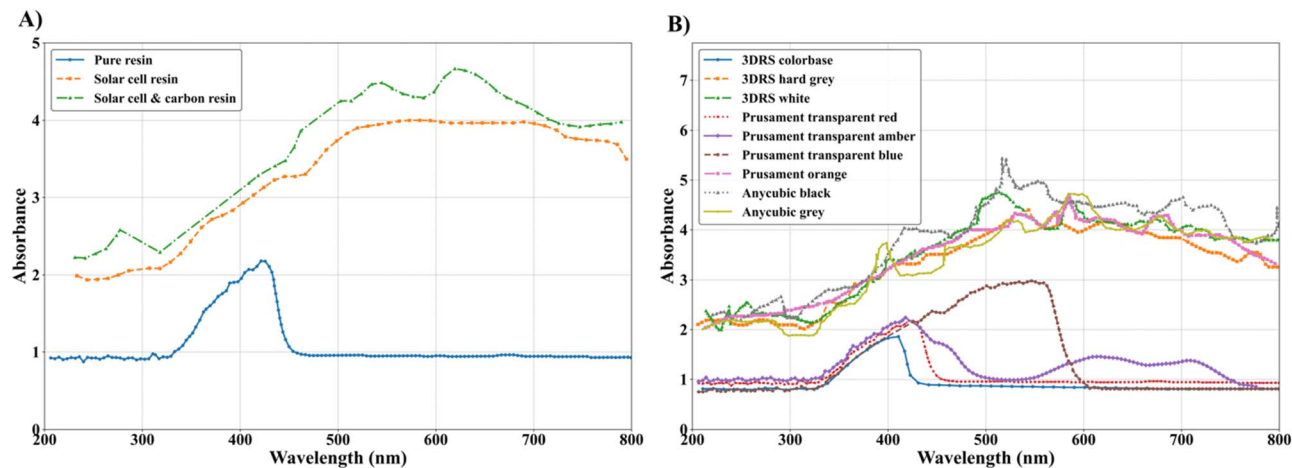 A)
Pure resin
Solar cell resin
Solar cell & carbon resin
Absorbance
5
4
3
2
1
0
200 300 400 500 600 700 800
Wavelength (nm)
B)
3DRS colorbase
3DRS hard grey
3DRS white
Prusament transparent red
Prusament transparent amber
Prusament transparent blue
Prusament orange
Anycubic black
Anycubic grey
Absorbance
7
6
5
4
3
2
1
0
200 300 400 500 600 700 800
Wavelength (nm)